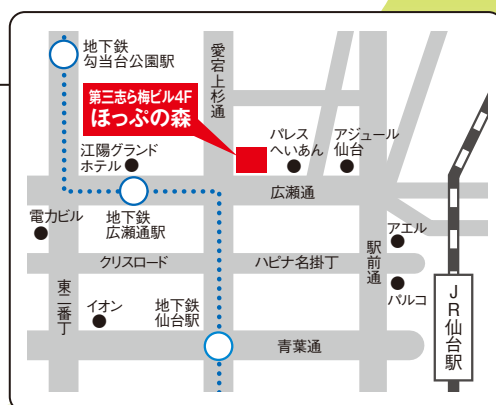 地下鉄
勾当台公園駅
愛宕上杉通
第三志ら梅ビル4F
ほっぷの森
江陽グランド
ホテル
パレス
へいあん
アジュール
仙台
広瀬通
電力ビル
地下鉄
広瀬通駅
アエル
クリスロード
ハピナ名掛丁
駅前通
東二番丁
イオン
地下鉄
仙台駅
パルコ
JR仙台駅
青葉通